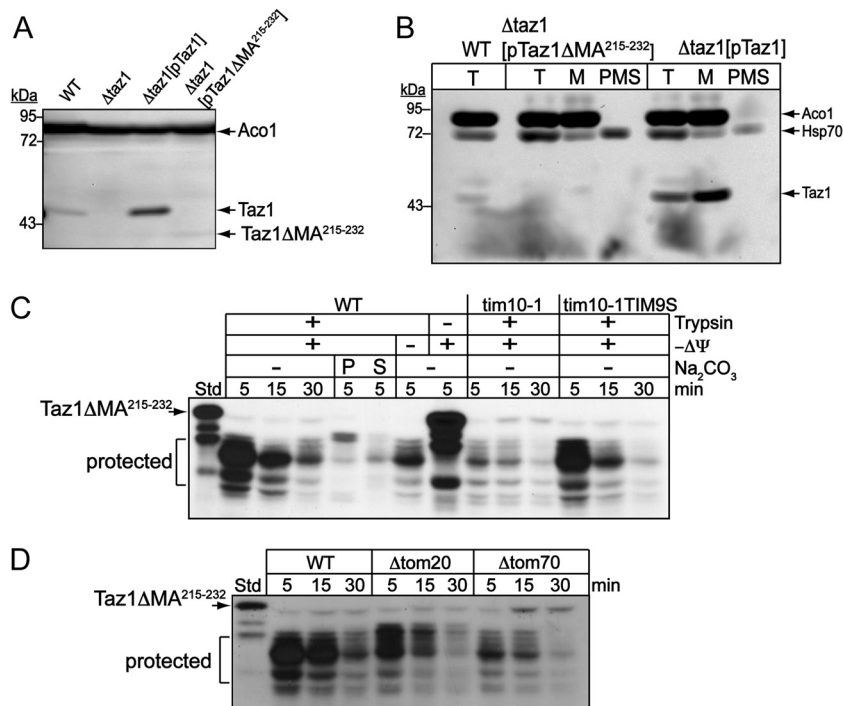 A
WT
Δtaz1
Δtaz1[pTaz1]
Δtaz1
[pTaz1ΔMA²¹⁵⁻²³²]
kDa
95
72
43
Aco1
Taz1
Taz1ΔMA²¹⁵⁻²³²
B
WT
Δtaz1
[pTaz1ΔMA²¹⁵⁻²³²]
Δtaz1[pTaz1]
T T M PMS T M PMS
kDa
95
72
43
Aco1
Hsp70
Taz1
C
WT tim10-1 tim10-1TIM9S
+ - + + Trypsin
+ - + + + -ΔΨ
- P S - - - Na₂CO₃
Std 5 15 30 5 5 5 5 5 15 30 5 15 30 min
Taz1ΔMA²¹⁵⁻²³²
protected
D
WT Δtom20 Δtom70
Std 5 15 30 5 15 30 5 15 30 min
Taz1ΔMA²¹⁵⁻²³²
protected